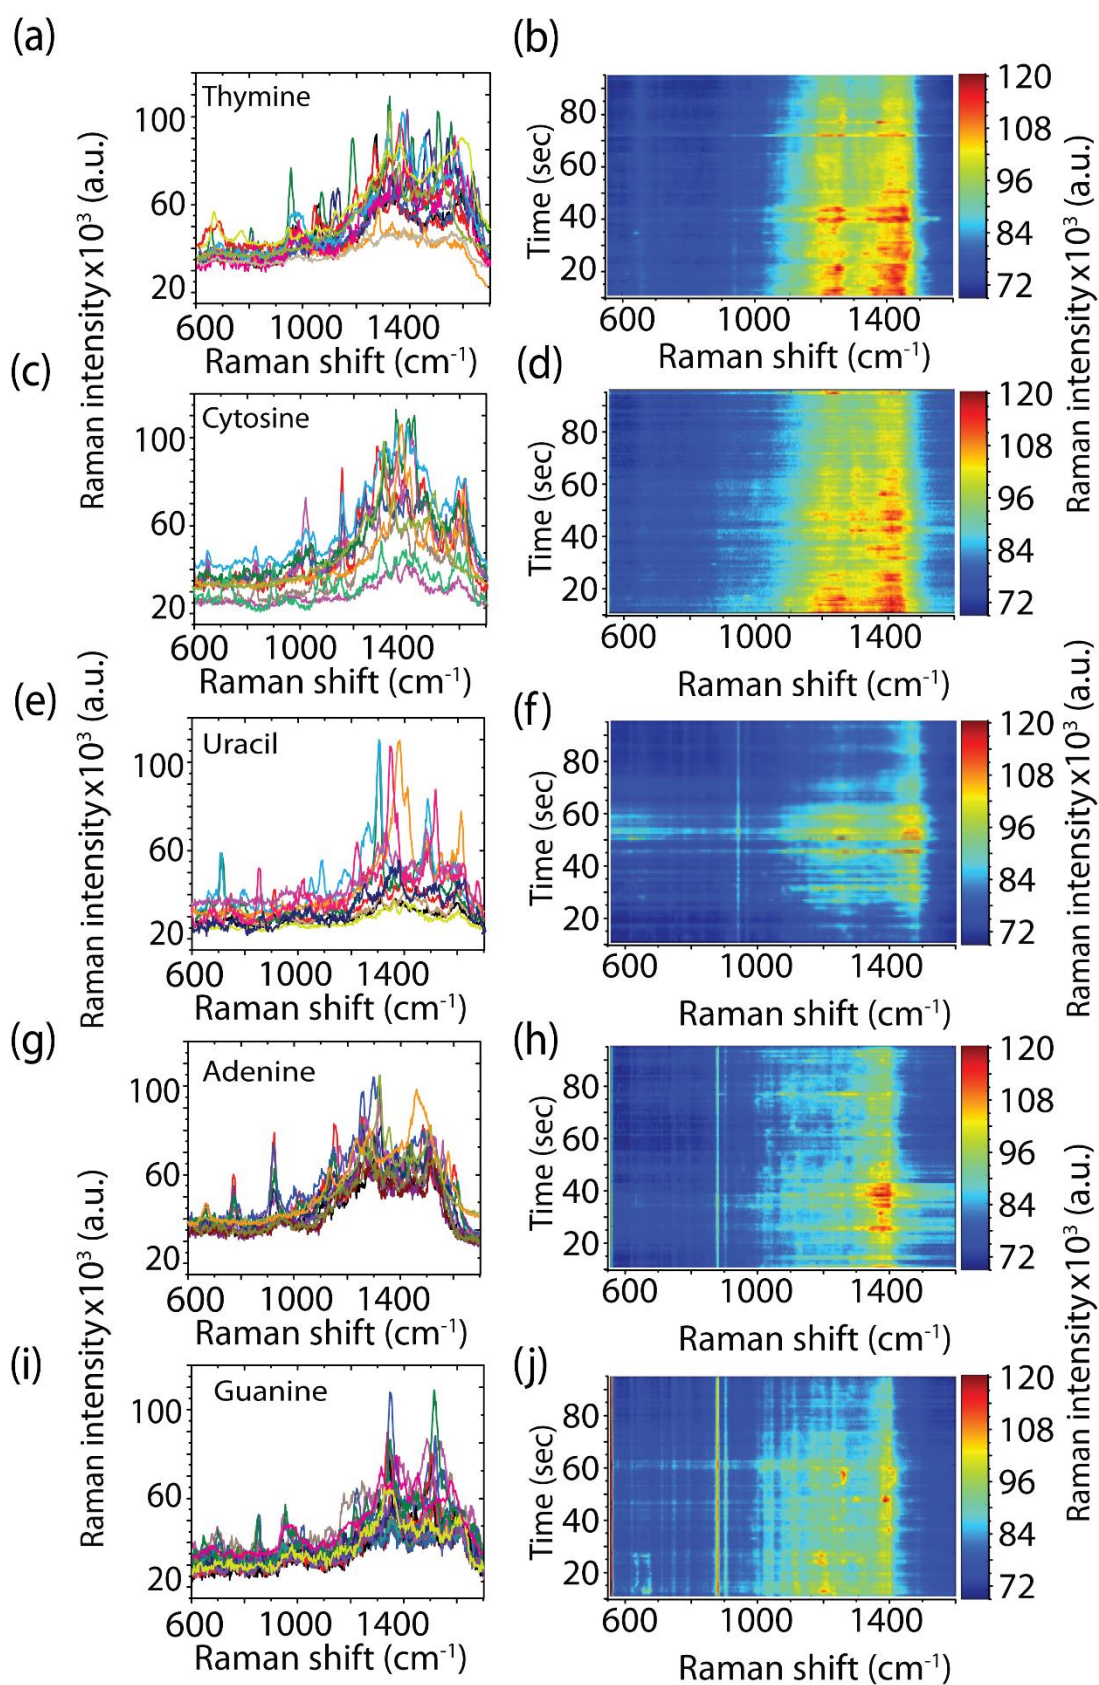 (a)
(b)
Thymine
100
60
20
600 1000 1400
Raman shift (cm⁻¹)
Raman intensity x10³ (a.u.)
80
60
40
20
Time (sec)
600 1000 1400
Raman shift (cm⁻¹)
120
108
96
84
72
Raman intensity x10³ (a.u.)
(c)
(d)
Cytosine
100
60
20
600 1000 1400
Raman shift (cm⁻¹)
80
60
40
20
Time (sec)
600 1000 1400
Raman shift (cm⁻¹)
120
108
96
84
72
(e)
(f)
Uracil
100
60
20
600 1000 1400
Raman shift (cm⁻¹)
Raman intensity x10³ (a.u.)
80
60
40
20
Time (sec)
600 1000 1400
Raman shift (cm⁻¹)
120
108
96
84
72
Raman intensity x10³ (a.u.)
(g)
(h)
Adenine
100
60
20
600 1000 1400
Raman shift (cm⁻¹)
Raman intensity x10³ (a.u.)
80
60
40
20
Time (sec)
600 1000 1400
Raman shift (cm⁻¹)
120
108
96
84
72
Raman intensity x10³ (a.u.)
(i)
(j)
Guanine
100
60
20
600 1000 1400
Raman shift (cm⁻¹)
80
60
40
20
Time (sec)
600 1000 1400
Raman shift (cm⁻¹)
120
108
96
84
72